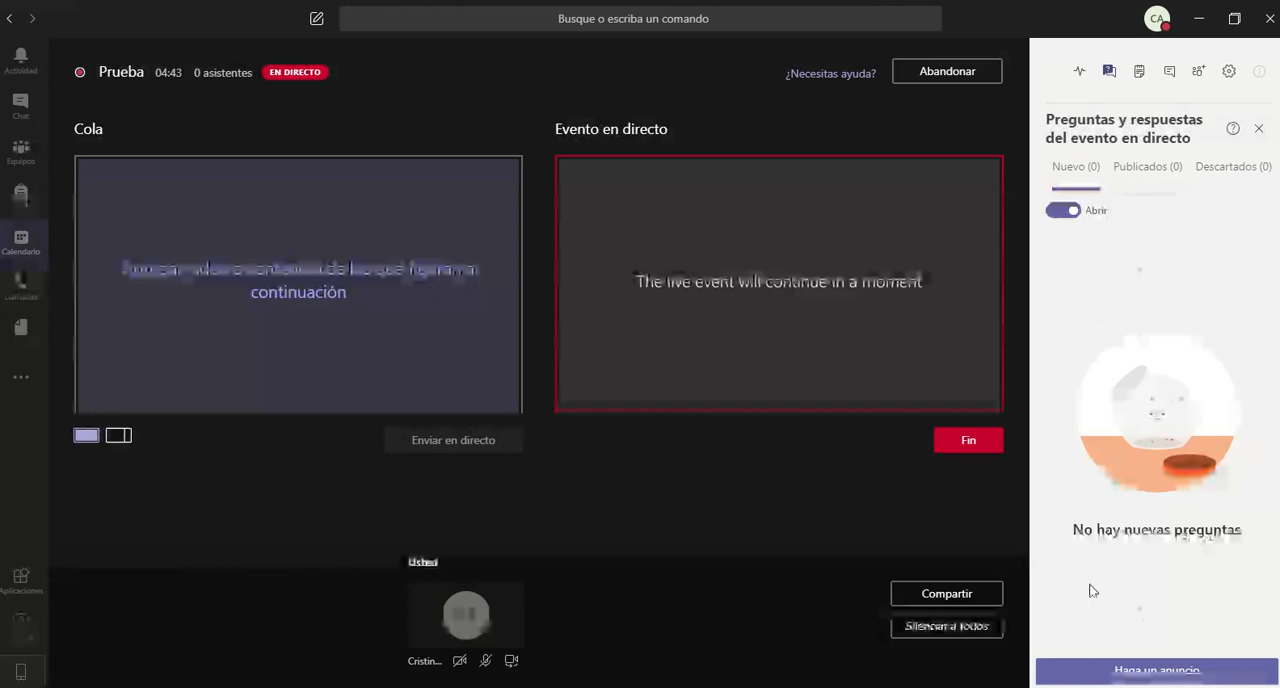 Busque o escriba un comando
CA
Actividad
Chat
Equipos
Calendario
Llamadas
Aplicaciones
Prueba 04:43 0 asistentes EN DIRECTO
¿Necesitas ayuda?
Abandonar
Cola
Evento en directo
continuación
The live event will continue in a moment
Enviar en directo
Fin
Usted
Cristin...
Compartir
Silenciar a todos
Preguntas y respuestas
del evento en directo
Nuevo (0) Publicados (0) Descartados (0)
Abrir
No hay nuevas preguntas
Haga un anuncio